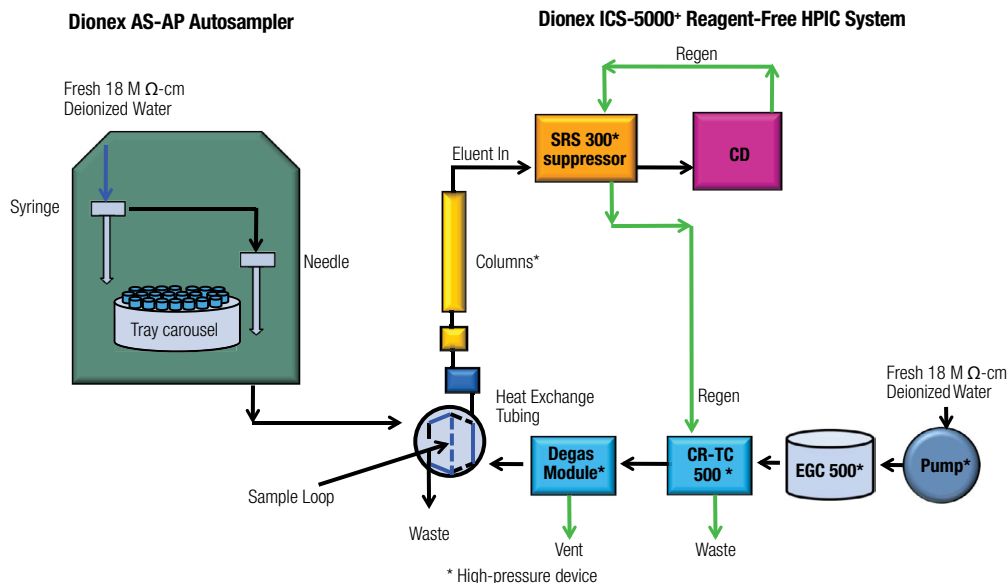 Dionex AS-AP Autosampler
Dionex ICS-5000+ Reagent-Free HPIC System
Fresh 18 M Ω-cm
Deionized Water
Syringe
Needle
Tray carousel
Regen
SRS 300*
suppressor
CD
Eluent In
Columns*
Heat Exchange
Tubing
Sample Loop
Waste
Degas
Module*
Vent
Regen
CR-TC
500 *
Waste
EGC 500*
Fresh 18 M Ω-cm
Deionized Water
Pump*
* High-pressure device